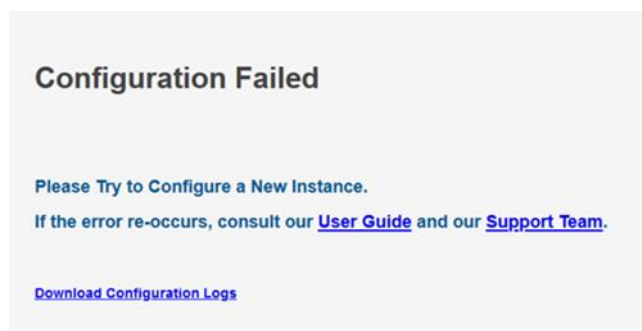 Configuration Failed
Please Try to Configure a New Instance.
If the error re-occurs, consult our User Guide and our Support Team.
Download Configuration Logs